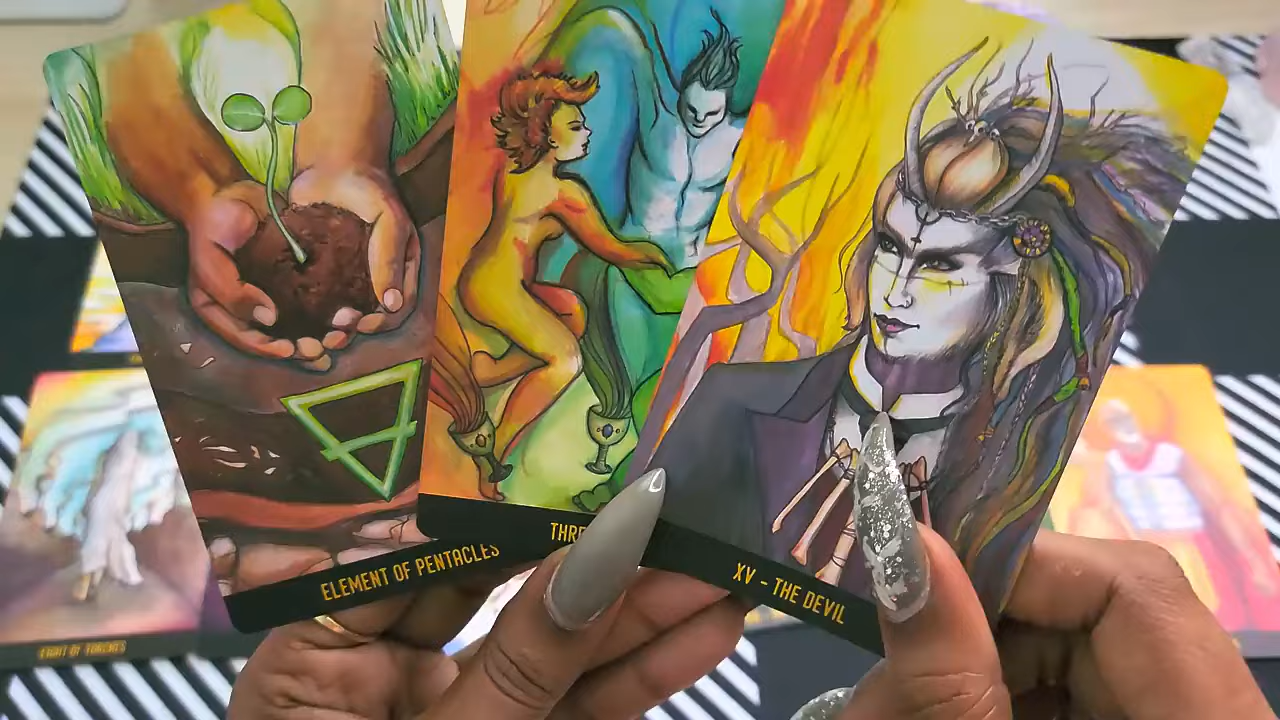 ELEMENT OF PENTACLES
THRE
XV - THE DEVIL